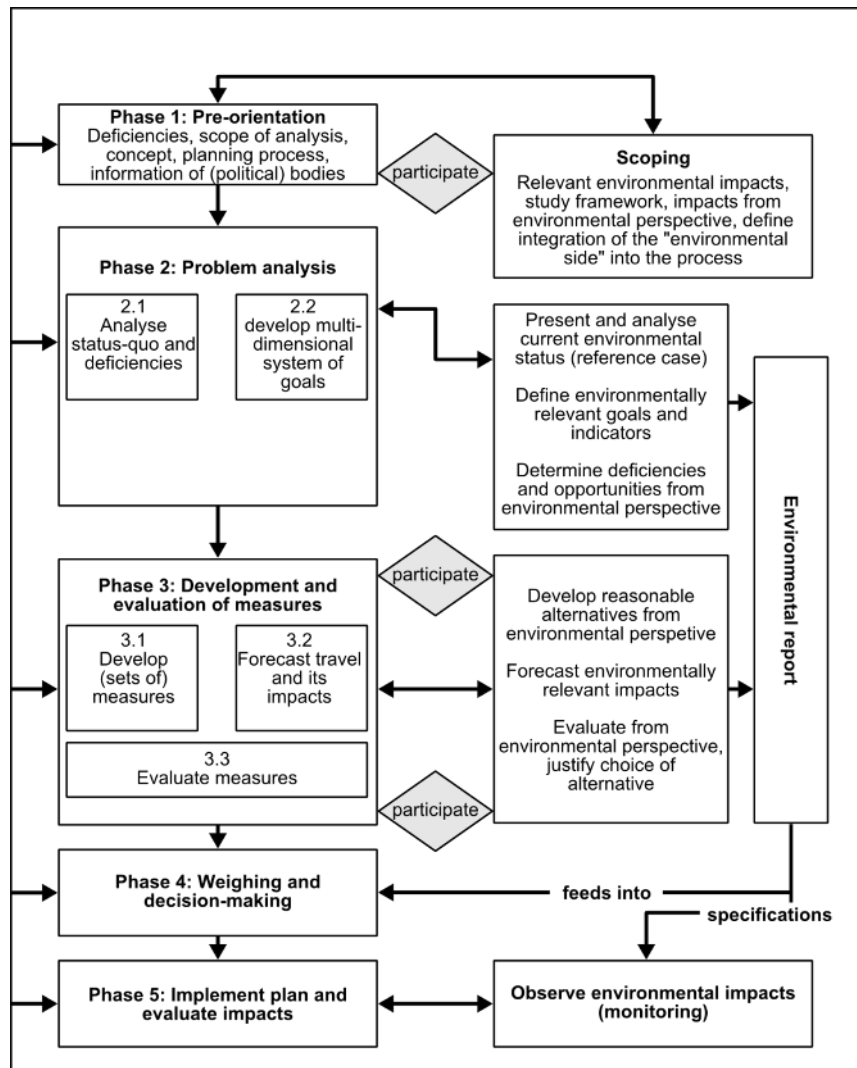 Phase 1: Pre-orientation
Deficiencies, scope of analysis,
concept, planning process,
information of (political) bodies
participate
Scoping
Relevant environmental impacts,
study framework, impacts from
environmental perspective, define
integration of the "environmental
side" into the process
Phase 2: Problem analysis
2.1
Analyse
status-quo and
deficiencies
2.2
develop multi-
dimensional
system of
goals
Present and analyse
current environmental
status (reference case)
Define environmentally
relevant goals and
indicators
Determine deficiencies
and opportunities from
environmental perspective
Environmental report
Phase 3: Development and
evaluation of measures
3.1
Develop
(sets of)
measures
3.2
Forecast travel
and its
impacts
3.3
Evaluate measures
participate
Develop reasonable
alternatives from
environmental perspetive
Forecast environmentally
relevant impacts
Evaluate from
environmental perspective,
justify choice of
alternative
participate
Phase 4: Weighing and
decision-making
feeds into
specifications
Phase 5: Implement plan and
evaluate impacts
Observe environmental impacts
(monitoring)